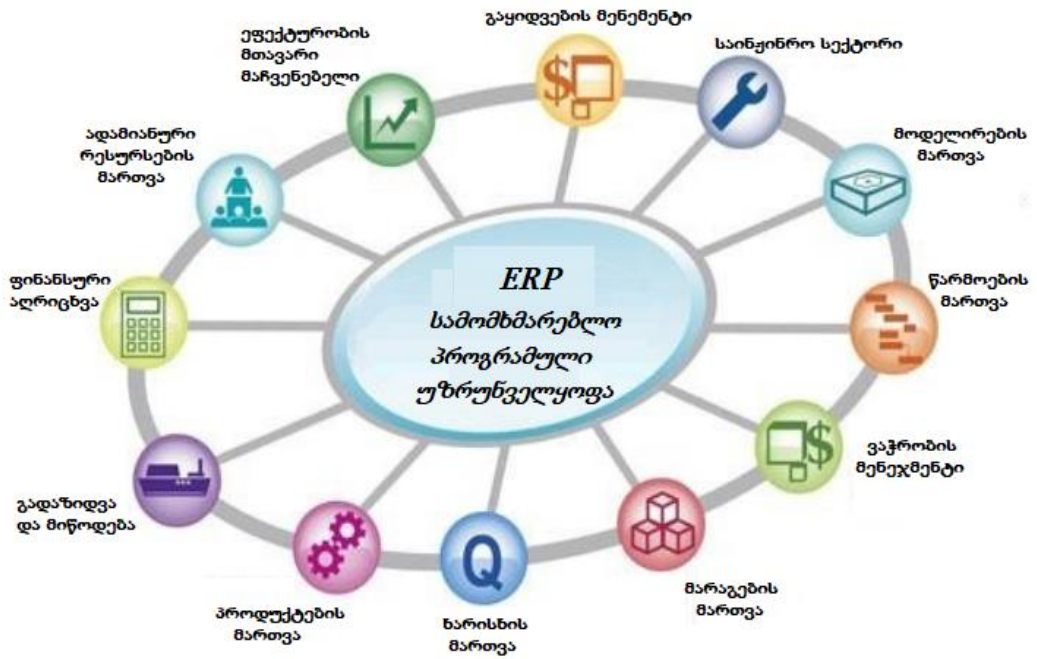 გაყიდვების მენემენტი
საინჟინრო სექტორი
მოდელირების
მართვა
წარმოების
მართვა
ვაჭრობის
მენეჯმენტი
მარაგების
მართვა
ხარისხის
მართვა
პროდუქტების
მართვა
გადაზიდვა
და მიწოდება
ფინანსური
აღრიცხვა
ადამიანური
რესურსების
მართვა
ეფექტურობის
მთავარი
მაჩვენებელი
ERP
სამომხმარებლო
პროგრამული
უზრუნველყოფა
Q
$
$